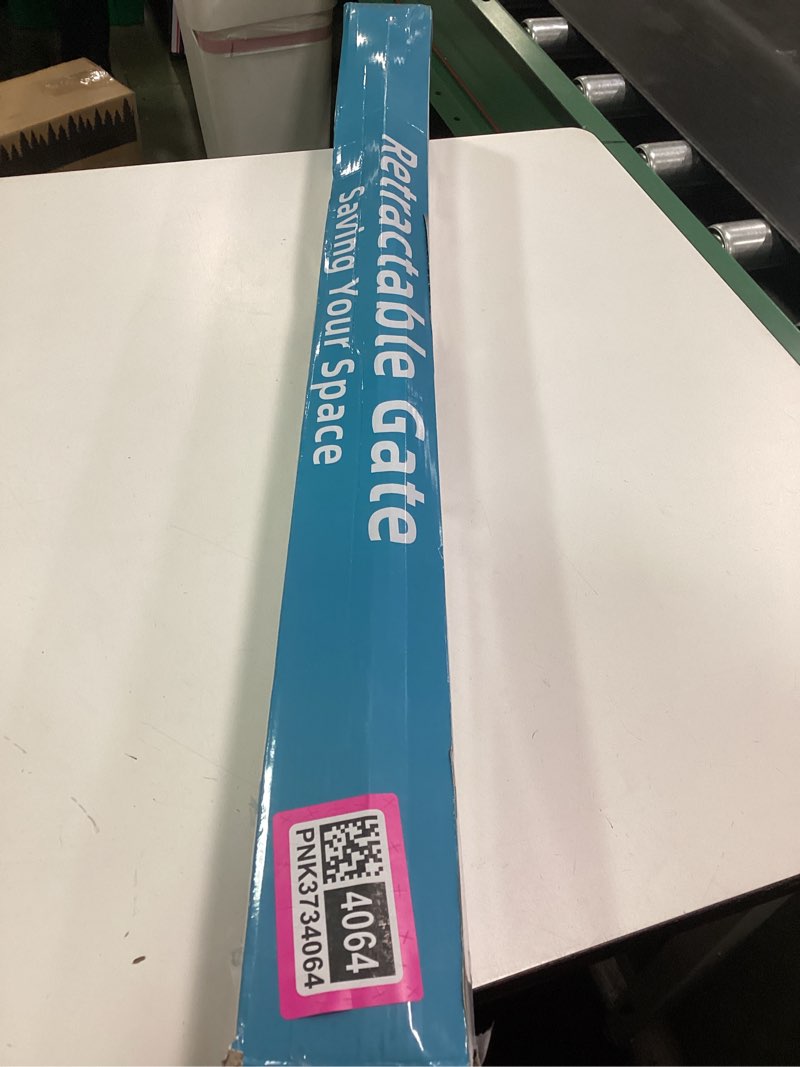 Retractable Gate
Saving Your Space
4064
PNK3734064